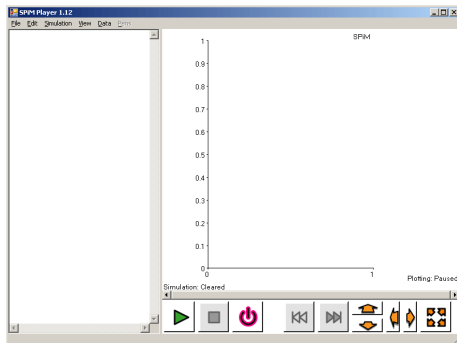 SPiM Player 1.12
File Edit Simulation View Data
SPiM
1
0.9
0.8
0.7
0.6
0.5
0.4
0.3
0.2
0.1
0
0 1
Plotting: Paused
Simulation: Cleared